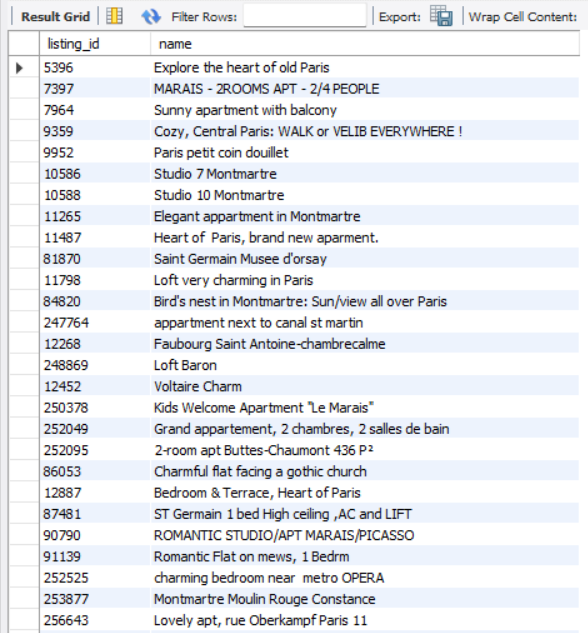 Result Grid Filter Rows: Export: Wrap Cell Content:
listing_id name
5396 Explore the heart of old Paris
7397 MARAIS - 2ROOMS APT - 2/4 PEOPLE
7964 Sunny apartment with balcony
9359 Cozy, Central Paris: WALK or VELIB EVERYWHERE !
9952 Paris petit coin douillet
10586 Studio 7 Montmartre
10588 Studio 10 Montmartre
11265 Elegant appartment in Montmartre
11487 Heart of Paris, brand new aparment.
81870 Saint Germain Musee d'orsay
11798 Loft very charming in Paris
84820 Bird's nest in Montmartre: Sun/view all over Paris
247764 appartment next to canal st martin
12268 Faubourg Saint Antoine-chambrecalme
248869 Loft Baron
12452 Voltaire Charm
250378 Kids Welcome Apartment "Le Marais"
252049 Grand appartement, 2 chambres, 2 salles de bain
252095 2-room apt Buttes-Chaumont 436 P²
86053 Charmful flat facing a gothic church
12887 Bedroom & Terrace, Heart of Paris
87481 ST Germain 1 bed High ceiling ,AC and LIFT
90790 ROMANTIC STUDIO/APT MARAIS/PICASSO
91139 Romantic Flat on mews, 1 Bedrm
252525 charming bedroom near metro OPERA
253877 Montmartre Moulin Rouge Constance
256643 Lovely apt, rue Oberkampf Paris 11